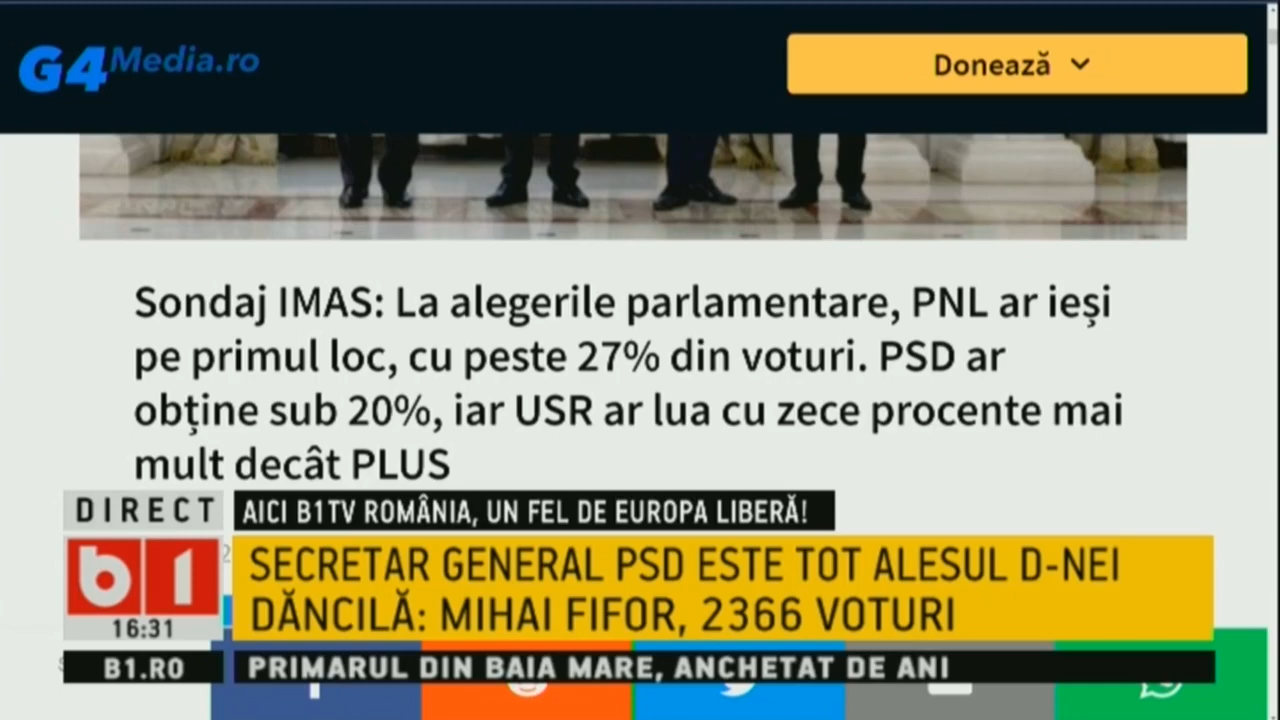 G4Media.ro
Donează
Sondaj IMAS: La alegerile parlamentare, PNL ar ieși
pe primul loc, cu peste 27% din voturi. PSD ar
obține sub 20%, iar USR ar lua cu zece procente mai
mult decât PLUS
DIRECT
AICI B1TV ROMÂNIA, UN FEL DE EUROPA LIBERĂ!
b1
SECRETAR GENERAL PSD ESTE TOT ALESUL D-NEI
DĂNCILĂ: MIHAI FIFOR, 2366 VOTURI
16:31
B1.RO
PRIMARUL DIN BAIA MARE, ANCHETAT DE ANI